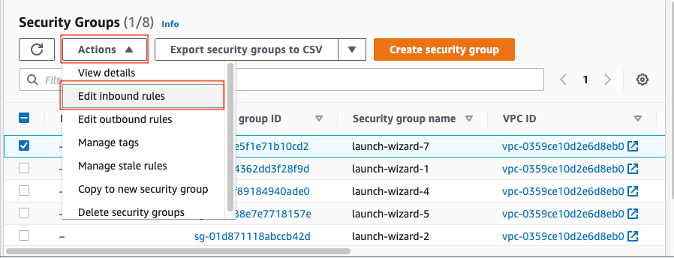 Security Groups (1/8) Info
Actions ▲ Export security groups to CSV ▼ Create security group
View details
1
Edit inbound rules
Edit outbound rules
group ID Security group name VPC ID
Manage tags
e5f1e71b10cd2 launch-wizard-7 vpc-0359ce10d2e6d8eb0
Manage stale rules
4362dd3f28f9d launch-wizard-1 vpc-0359ce10d2e6d8eb0
Copy to new security group
f89184940ade0 launch-wizard-4 vpc-0359ce10d2e6d8eb0
Delete security groups
38e7e7718157e launch-wizard-5 vpc-0359ce10d2e6d8eb0
– sg-01d871118abccb42d launch-wizard-2 vpc-0359ce10d2e6d8eb0